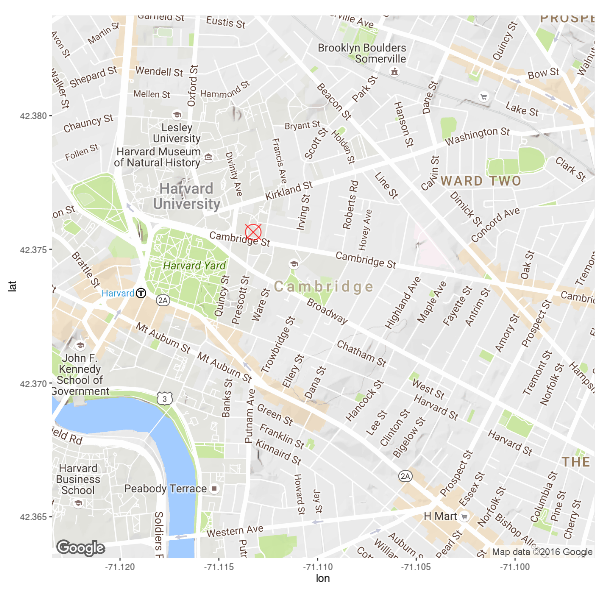 Garfield St
Eustis St
PROSPE
Avon St
Martin St
Oxford St
Beacon St
Brooklyn Boulders
Somerville
Quincy St
Walnut
Walker St
Shepard St
Wendell St
Hammond St
Park St
Bow St
Mellen St
Dane St
Lake St
42.380
Chauncy St
Lesley
University
Bryant St
Scott St
Holden St
Hanson St
Washington St
Follen St
Harvard Museum
of Natural History
Divinity Ave
Francis Ave
Line St
Calvin St
Clark St
WARD TWO
Harvard
University
Kirkland St
Irving St
Roberts Rd
Hovey Ave
Dimick St
Concord Ave
Cambridge St
42.375
lat
Brattle St
Harvard Yard
Cambridge St
Oak St
Tremont
Harvard
2A
Quincy St
Prescott St
Ware St
Cambridge
Broadway
Highland Ave
Maple Ave
Fayette St
Antrim St
Amory St
Prospect St
Cambridge
Mt Auburn St
Mt Auburn St
Trowbridge St
Ellery St
Dana St
Chatham St
John F.
Kennedy
School of
Government
42.370
3
Banks St
Putnam Ave
Green St
Franklin St
Kinnaird St
Hancock St
Lee St
Clinton St
Bigelow St
West St
Harvard St
Harvard St
Tremont St
Norfolk St
Hampsh
field Rd
Harvard
Business
School
THE
2A
Peabody Terrace
Howard St
Jay St
Prospect St
Essex St
Norfolk St
Columbia St
Pine St
Cherry St
42.365
Soldiers F
Western Ave
H Mart
Putn
Auburn S
William
Pearl St
Bishop Allen
Google
Map data ©2016 Google
-71.120
-71.115
-71.110
-71.105
-71.100
lon